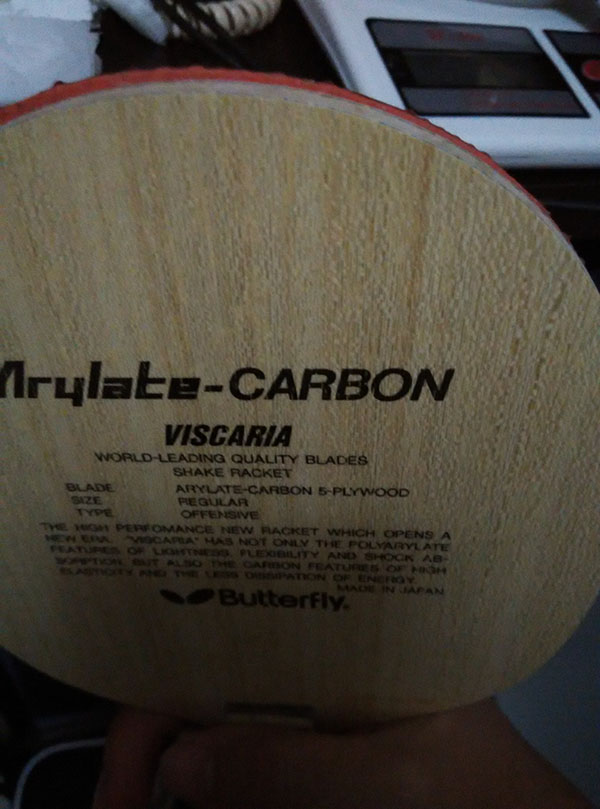 Arylate-CARBON
VISCARIA
WORLD-LEADING QUALITY BLADES
SHAKE RACKET
BLADE ARYLATE-CARBON 5-PLYWOOD
SIZE REGULAR
TYPE OFFENSIVE
THE HIGH PERFOMANCE NEW RACKET WHICH OPENS A
NEW ERA. "VISCARIA" HAS NOT ONLY THE POLYARYLATE
FEATURES OF LIGHTNESS, FLEXIBILITY AND SHOCK AB-
SORPTION, BUT ALSO THE CARBON FEATURES OF HIGH
ELASTICITY AND THE LESS DISSIPATION OF ENERGY.
MADE IN JAPAN
Butterfly.